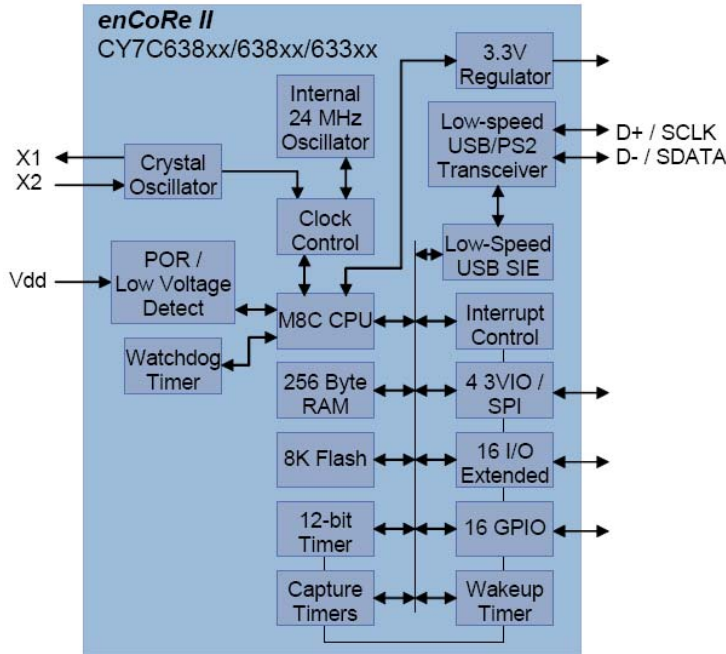 enCoRe II
CY7C638xx/638xx/633xx
3.3V
Regulator
Internal
24 MHz
Oscillator
Low-speed
USB/PS2
Transceiver
D+ / SCLK
D- / SDATA
X1
X2
Crystal
Oscillator
Clock
Control
Low-Speed
USB SIE
Vdd
POR /
Low Voltage
Detect
M8C CPU
Interrupt
Control
Watchdog
Timer
256 Byte
RAM
4 3VIO /
SPI
8K Flash
16 I/O
Extended
12-bit
Timer
16 GPIO
Capture
Timers
Wakeup
Timer